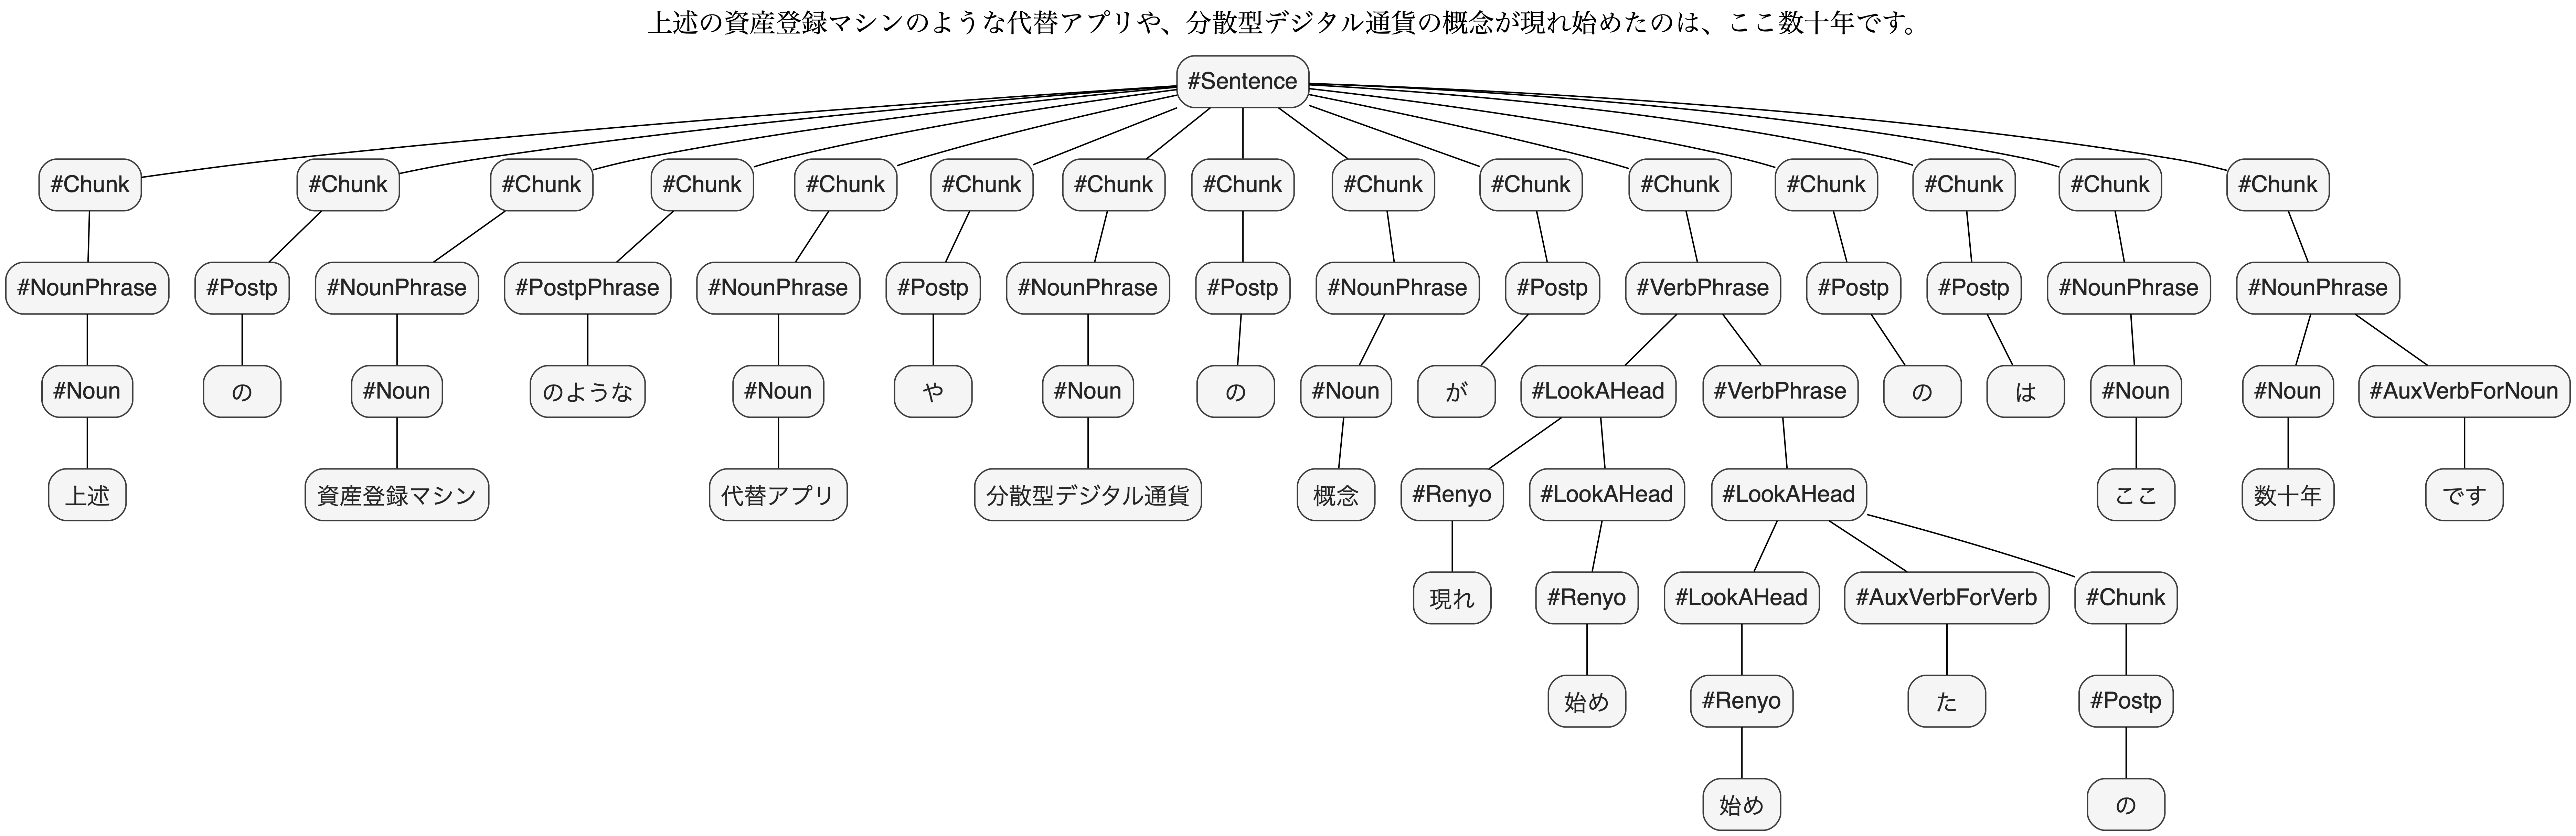 上述の資産登録マシンのような代替アプリや、分散型デジタル通貨の概念が現れ始めたのは、ここ数十年です。
#Sentence
#Chunk #Chunk #Chunk #Chunk #Chunk #Chunk #Chunk #Chunk #Chunk #Chunk #Chunk #Chunk #Chunk #Chunk #Chunk
#NounPhrase #Postp #NounPhrase #PostpPhrase #NounPhrase #Postp #NounPhrase #Postp #NounPhrase #Postp #VerbPhrase #Postp #Postp #NounPhrase #NounPhrase
#Noun の #Noun のような #Noun や #Noun の #Noun が #LookAHead #VerbPhrase の は #Noun #Noun #AuxVerbForNoun
上述 資産登録マシン 代替アプリ 分散型デジタル通貨 概念 #Renyo #LookAHead #LookAHead ここ 数十年 です
現れ #Renyo #LookAHead #AuxVerbForVerb #Chunk
始め #Renyo た #Postp
始め の